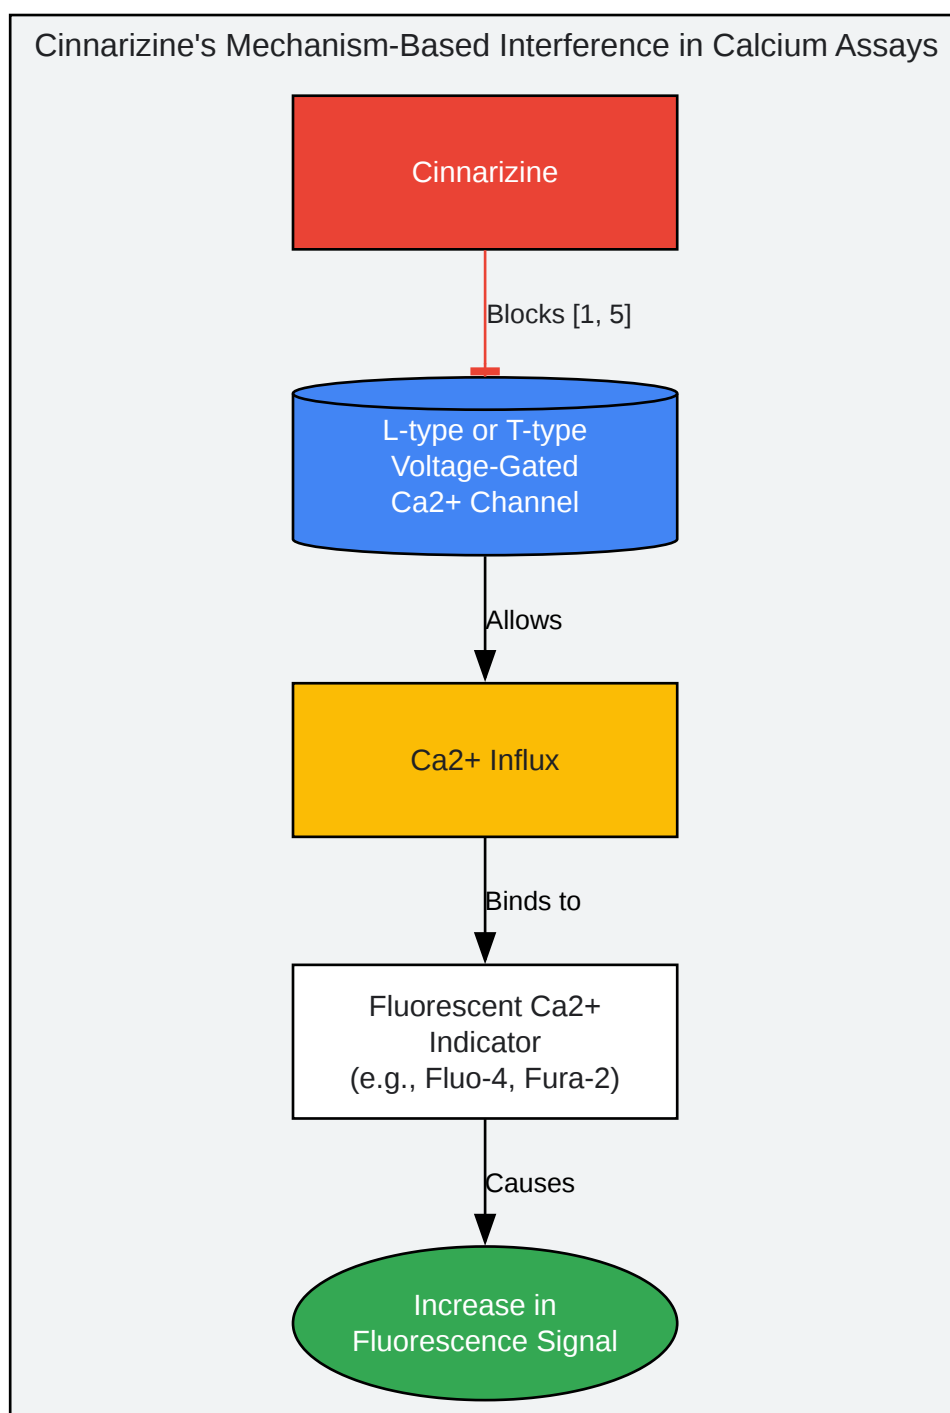 Cinnarizine's Mechanism-Based Interference in Calcium Assays
Cinnarizine
Blocks [1, 5]
L-type or T-type
Voltage-Gated
Ca2+ Channel
Allows
Ca2+ Influx
Binds to
Fluorescent Ca2+
Indicator
(e.g., Fluo-4, Fura-2)
Causes
Increase in
Fluorescence Signal